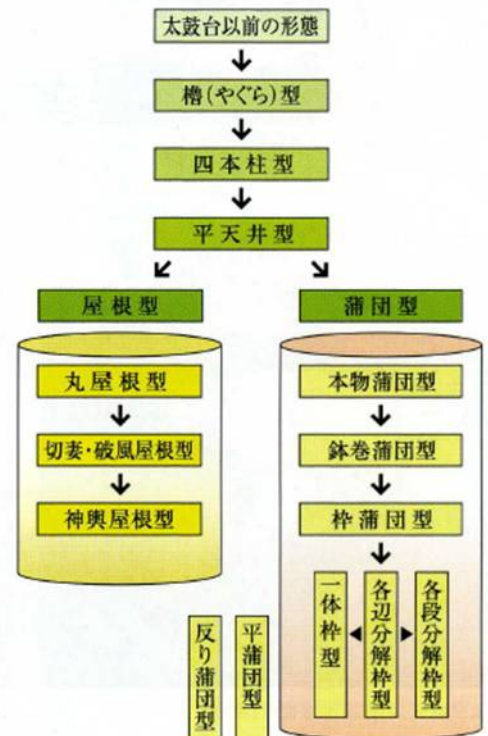 太鼓台以前の形態
櫓(やぐら)型
四本柱型
平天井型
屋根型
蒲団型
丸屋根型
切妻・破風屋根型
神輿屋根型
本物蒲団型
鉢巻蒲団型
枠蒲団型
一体枠型
各辺分解枠型
各段分解枠型
反り蒲団型
平蒲団型